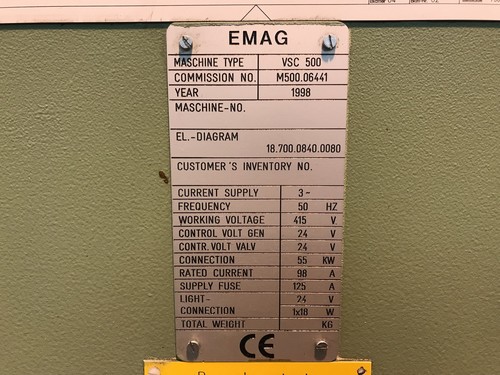 EMAG
MASCHINE TYPE VSC 500
COMMISSION NO. M500.06441
YEAR 1998
MASCHINE-NO.
EL.-DIAGRAM
18.700.0840.0080
CUSTOMER'S INVENTORY NO.
CURRENT SUPPLY 3~
FREQUENCY 50 HZ
WORKING VOLTAGE 415 V
CONTROL VOLT GEN 24 V
CONTR.VOLT VALV 24 V
CONNECTION 55 KW
RATED CURRENT 98 A
SUPPLY FUSE 125 A
LIGHT- 24 V
CONNECTION 1x18 W
TOTAL WEIGHT KG
CE